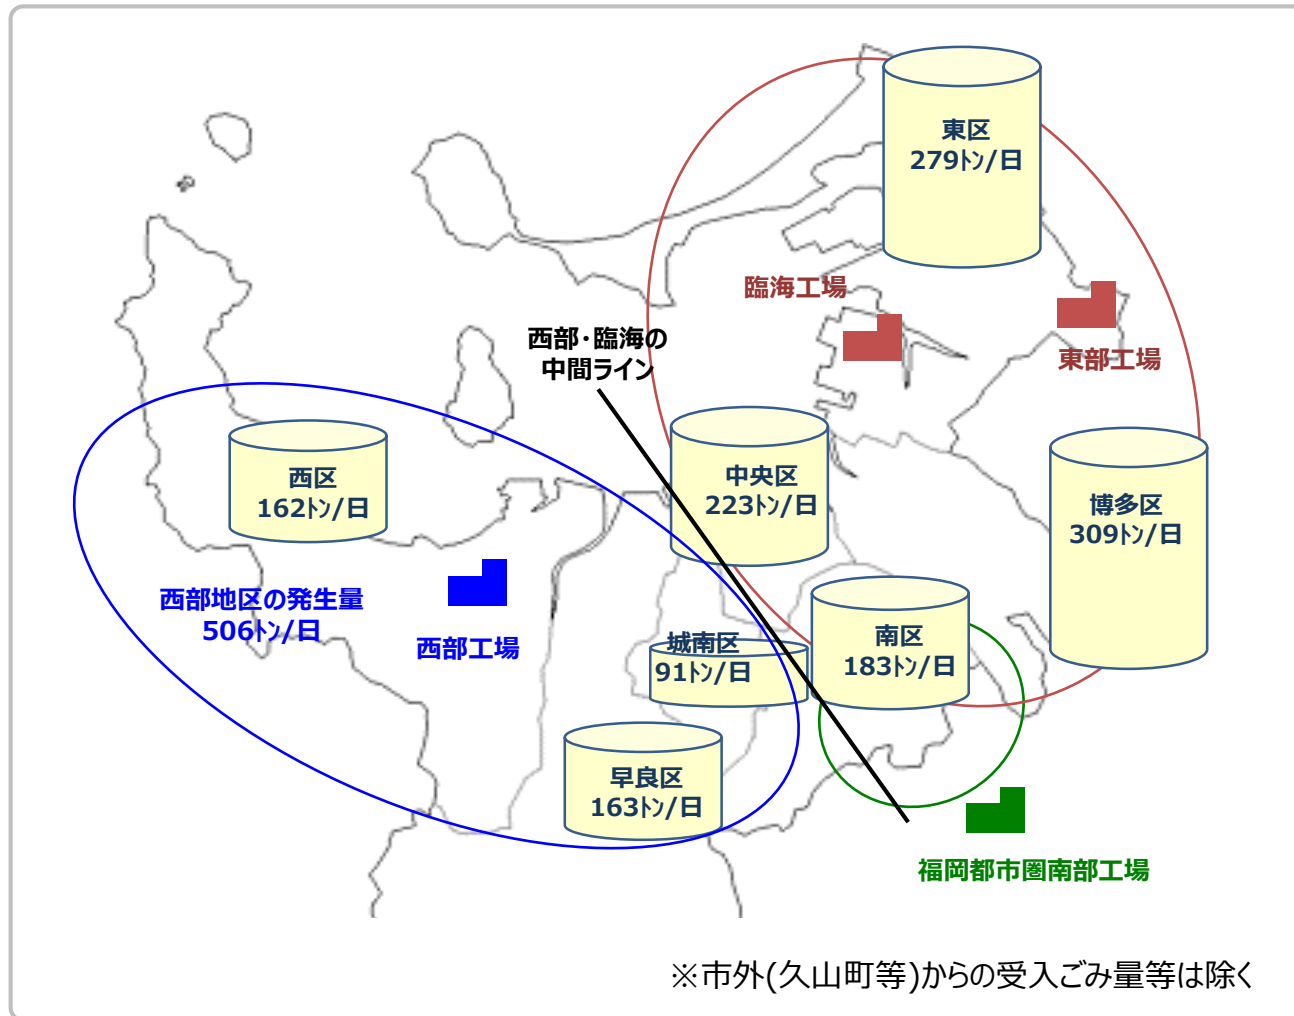 東区
279㌧/日
臨海工場
西部・臨海の
中間ライン
東部工場
西区
162㌧/日
中央区
223㌧/日
博多区
309㌧/日
西部地区の発生量
506㌧/日
西部工場
城南区
91㌧/日
南区
183㌧/日
早良区
163㌧/日
福岡都市圏南部工場
※市外(久山町等)からの受入ごみ量等は除く